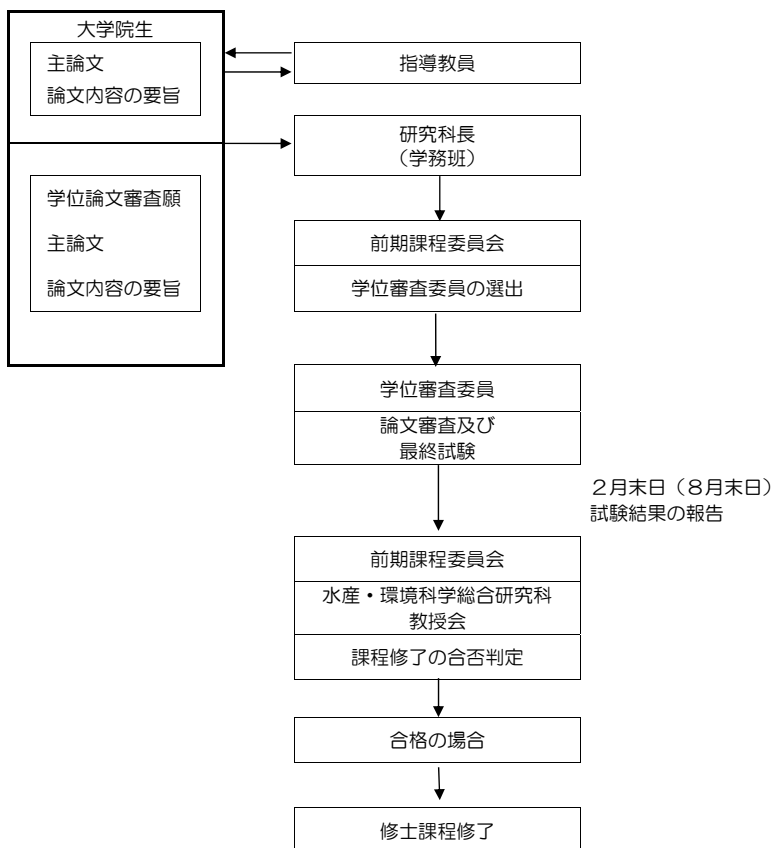 大学院生
主論文
論文内容の要旨
指導教員
研究科長
（学務班）
学位論文審査願
主論文
論文内容の要旨
前期課程委員会
学位審査委員の選出
学位審査委員
論文審査及び
最終試験
２月末日（８月末日）
試験結果の報告
前期課程委員会
水産・環境科学総合研究科
教授会
課程修了の合否判定
合格の場合
修士課程修了